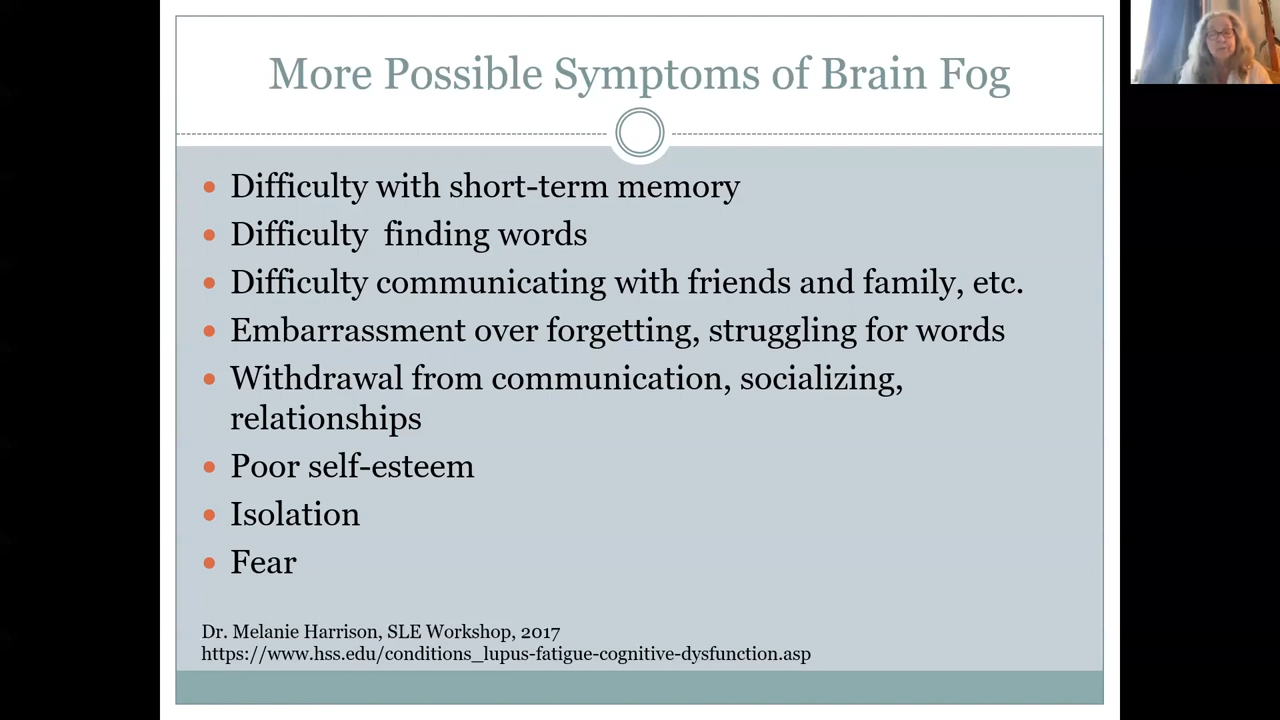 More Possible Symptoms of Brain Fog
Difficulty with short-term memory
Difficulty  finding words
Difficulty communicating with friends and family, etc.
Embarrassment over forgetting, struggling for words
Withdrawal from communication, socializing,
relationships
Poor self-esteem
Isolation
Fear
Dr. Melanie Harrison, SLE Workshop, 2017
https://www.hss.edu/conditions_lupus-fatigue-cognitive-dysfunction.asp